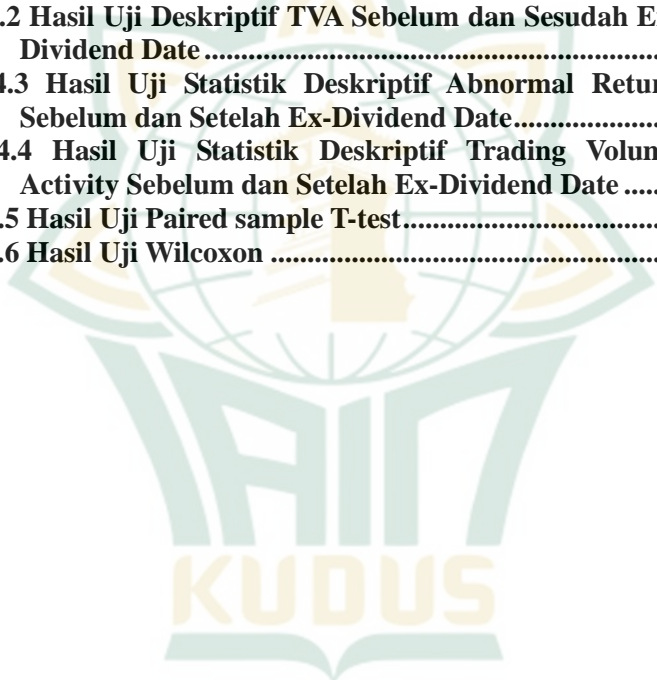 .2 Hasil Uji Deskriptif TVA Sebelum dan Sesudah E
Dividend Date ..........................................................
4.3 Hasil Uji Statistik Deskriptif Abnormal Retur
Sebelum dan Setelah Ex-Dividend Date........................
4.4 Hasil Uji Statistik Deskriptif Trading Volum
Activity Sebelum dan Setelah Ex-Dividend Date .....
.5 Hasil Uji Paired sample T-test..........................................
.6 Hasil Uji Wilcoxon ................................................................
IAIN
KUDUS